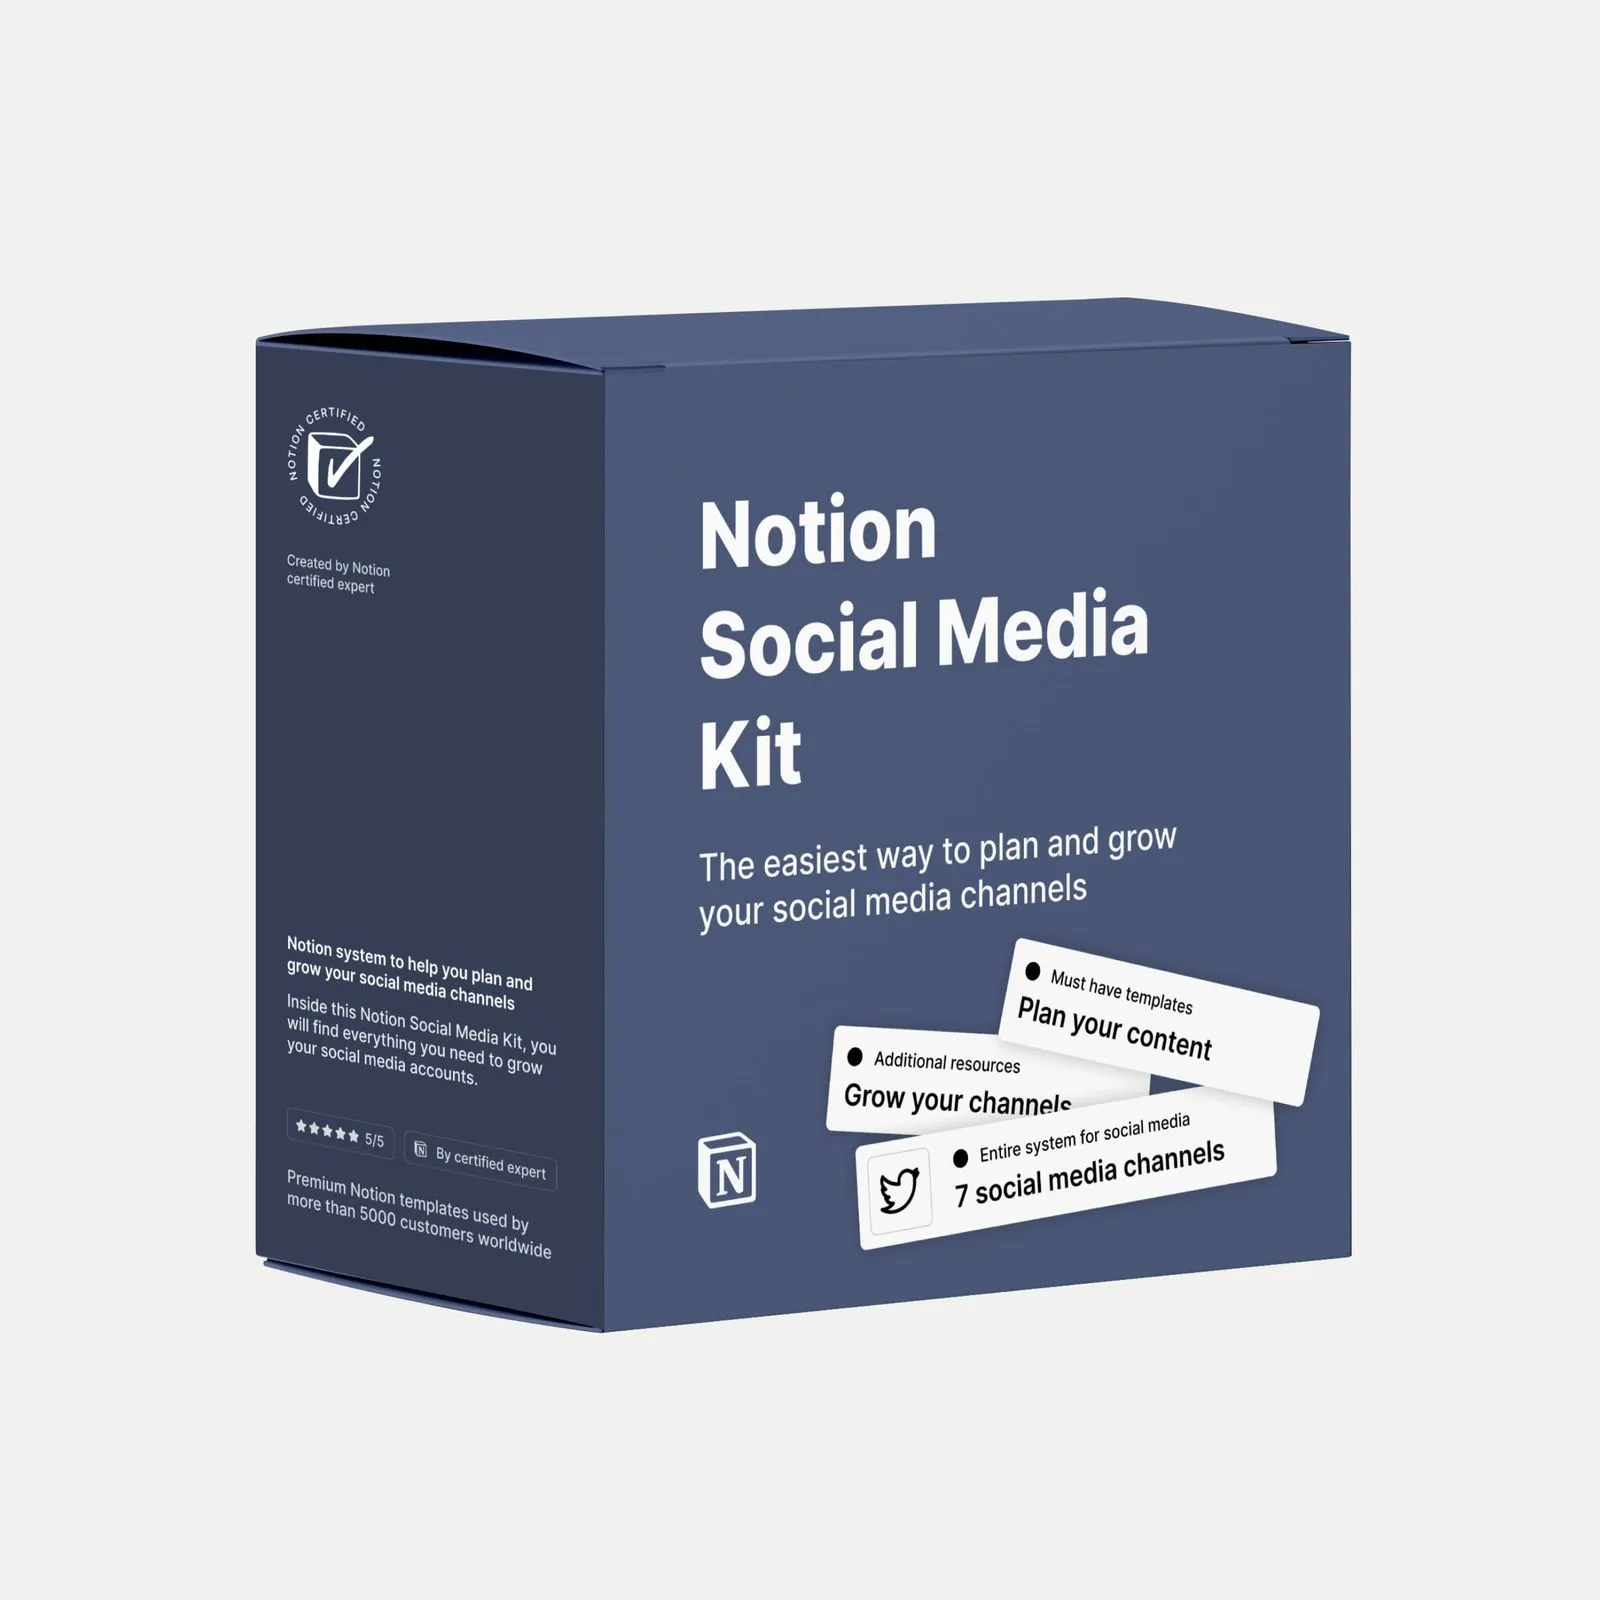 NOTION CERTIFIED NOTION CERTIFIED
Created by Notion
certified expert
Notion system to help you plan and
grow your social media channels
Inside this Notion Social Media Kit, you
will find everything you need to grow
your social media accounts.
5/5
N By certified expert
Premium Notion templates used by
more than 5000 customers worldwide
Notion
Social Media
Kit
The easiest way to plan and grow
your social media channels
Must have templates
Plan your content
Additional resources
Grow your channels
Entire system for social media
7 social media channels
N